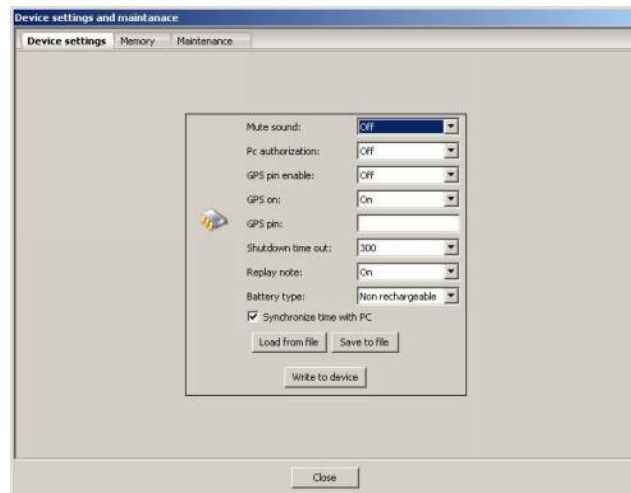 Device settings and maintanace
Device settings Memory Maintenance
Mute sound: Off
Pc authorization: Off
GPS pin enable: Off
GPS on: On
GPS pin:
Shutdown time out: 300
Replay note: On
Battery type: Non rechargeable
Synchronize time with PC
Load from file Save to file
Write to device
Close